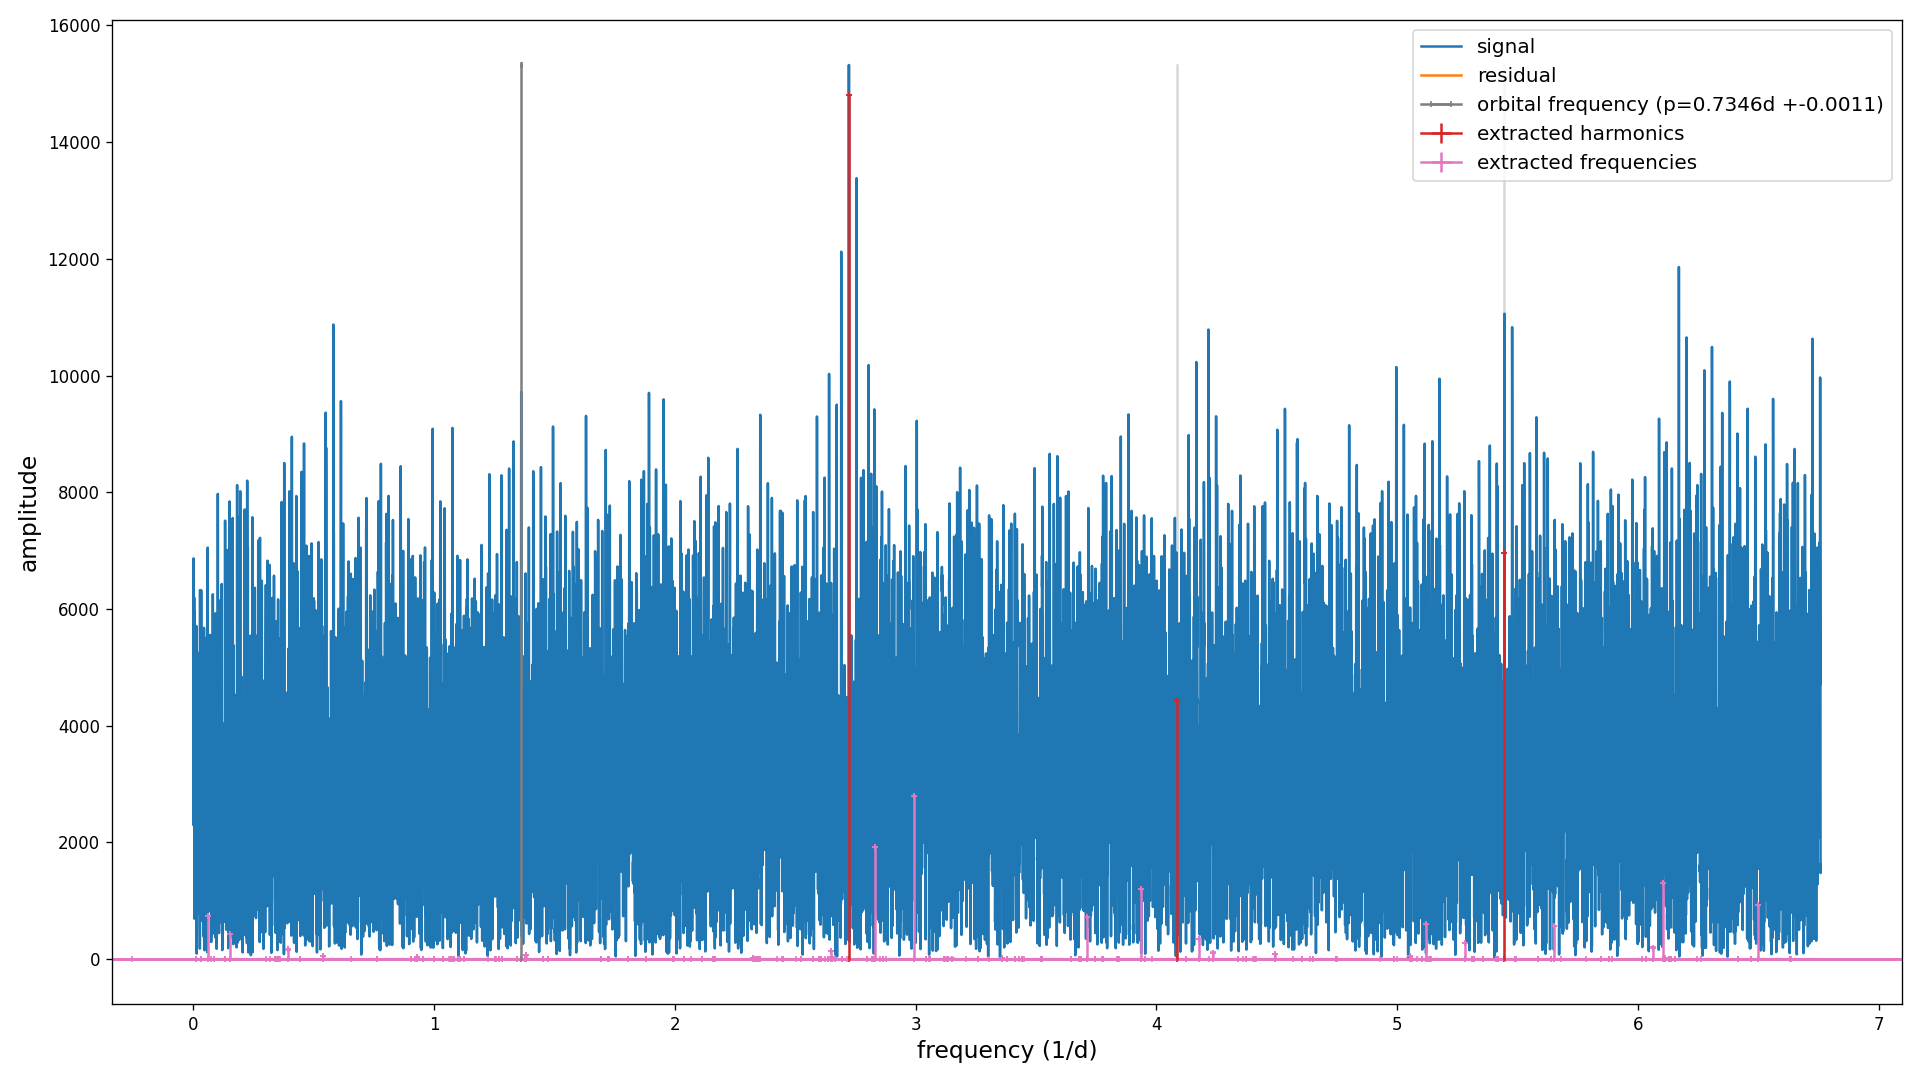 16000
14000
12000
10000
8000
6000
4000
2000
0
amplitude
signal
residual
orbital frequency (p=0.7346d +-0.0011)
extracted harmonics
extracted frequencies
0 1 2 3 4 5 6 7
frequency (1/d)